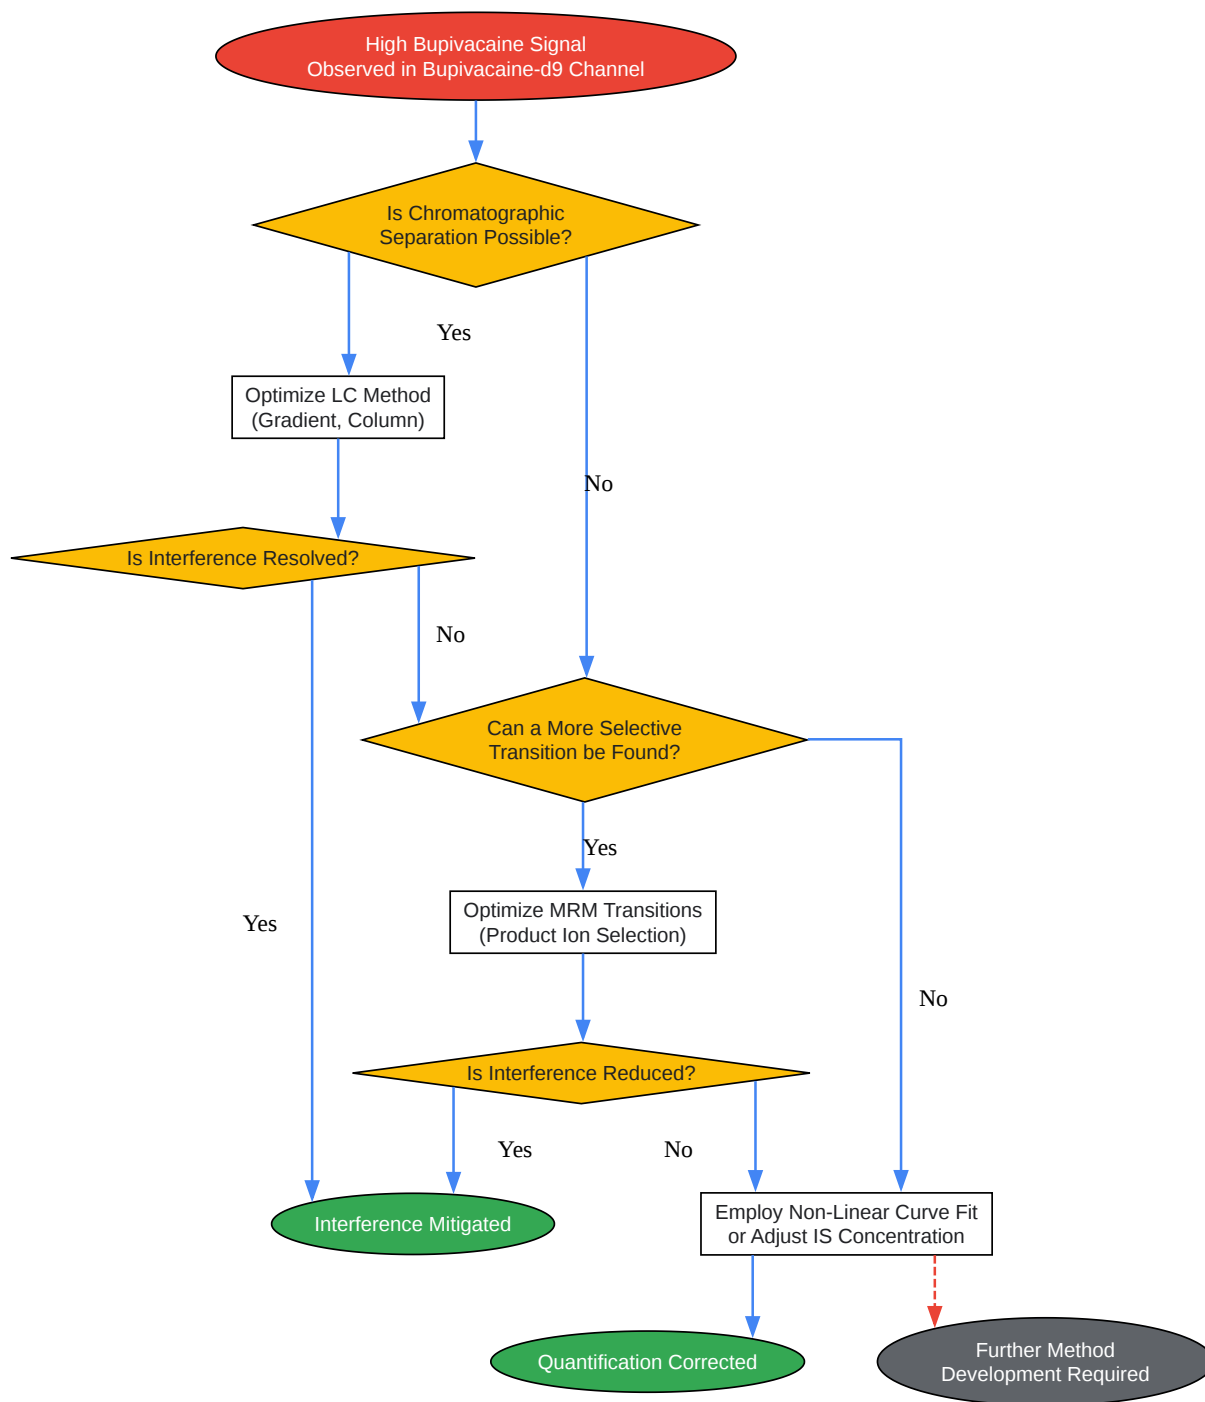 High Bupivacaine Signal
Observed in Bupivacaine-d9 Channel
Is Chromatographic
Separation Possible?
Yes
Optimize LC Method
(Gradient, Column)
No
Is Interference Resolved?
No
Can a More Selective
Transition be Found?
Yes
Optimize MRM Transitions
(Product Ion Selection)
Yes
No
Is Interference Reduced?
Yes
No
Interference Mitigated
Employ Non-Linear Curve Fit
or Adjust IS Concentration
Quantification Corrected
Further Method
Development Required